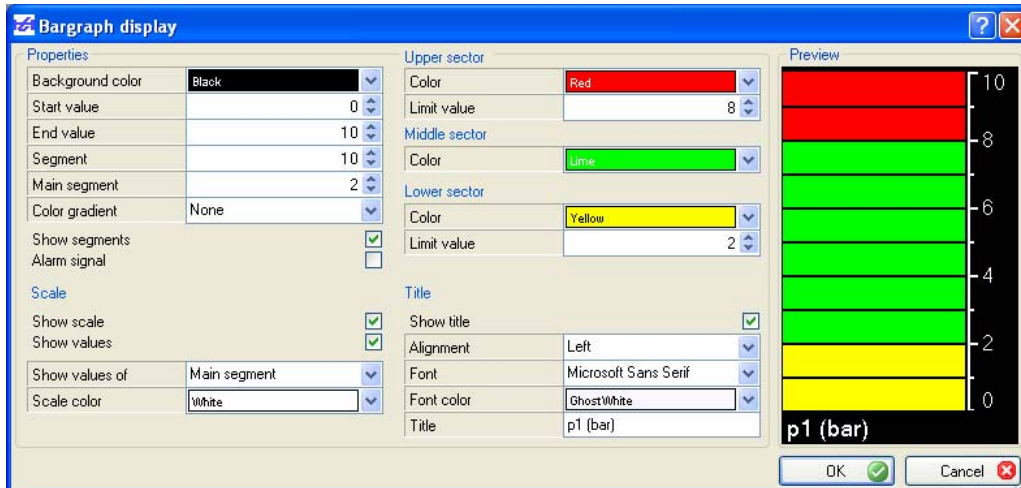 Bargraph display
Properties
Background color Black
Start value 0
End value 10
Segment 10
Main segment 2
Color gradient None
Show segments
Alarm signal
Scale
Show scale
Show values
Show values of Main segment
Scale color White
Upper sector
Color Red
Limit value 8
Middle sector
Color Lime
Lower sector
Color Yellow
Limit value 2
Title
Show title
Alignment Left
Font Microsoft Sans Serif
Font color GhostWhite
Title p1 (bar)
Preview
10
8
6
4
2
0
p1 (bar)
OK Cancel